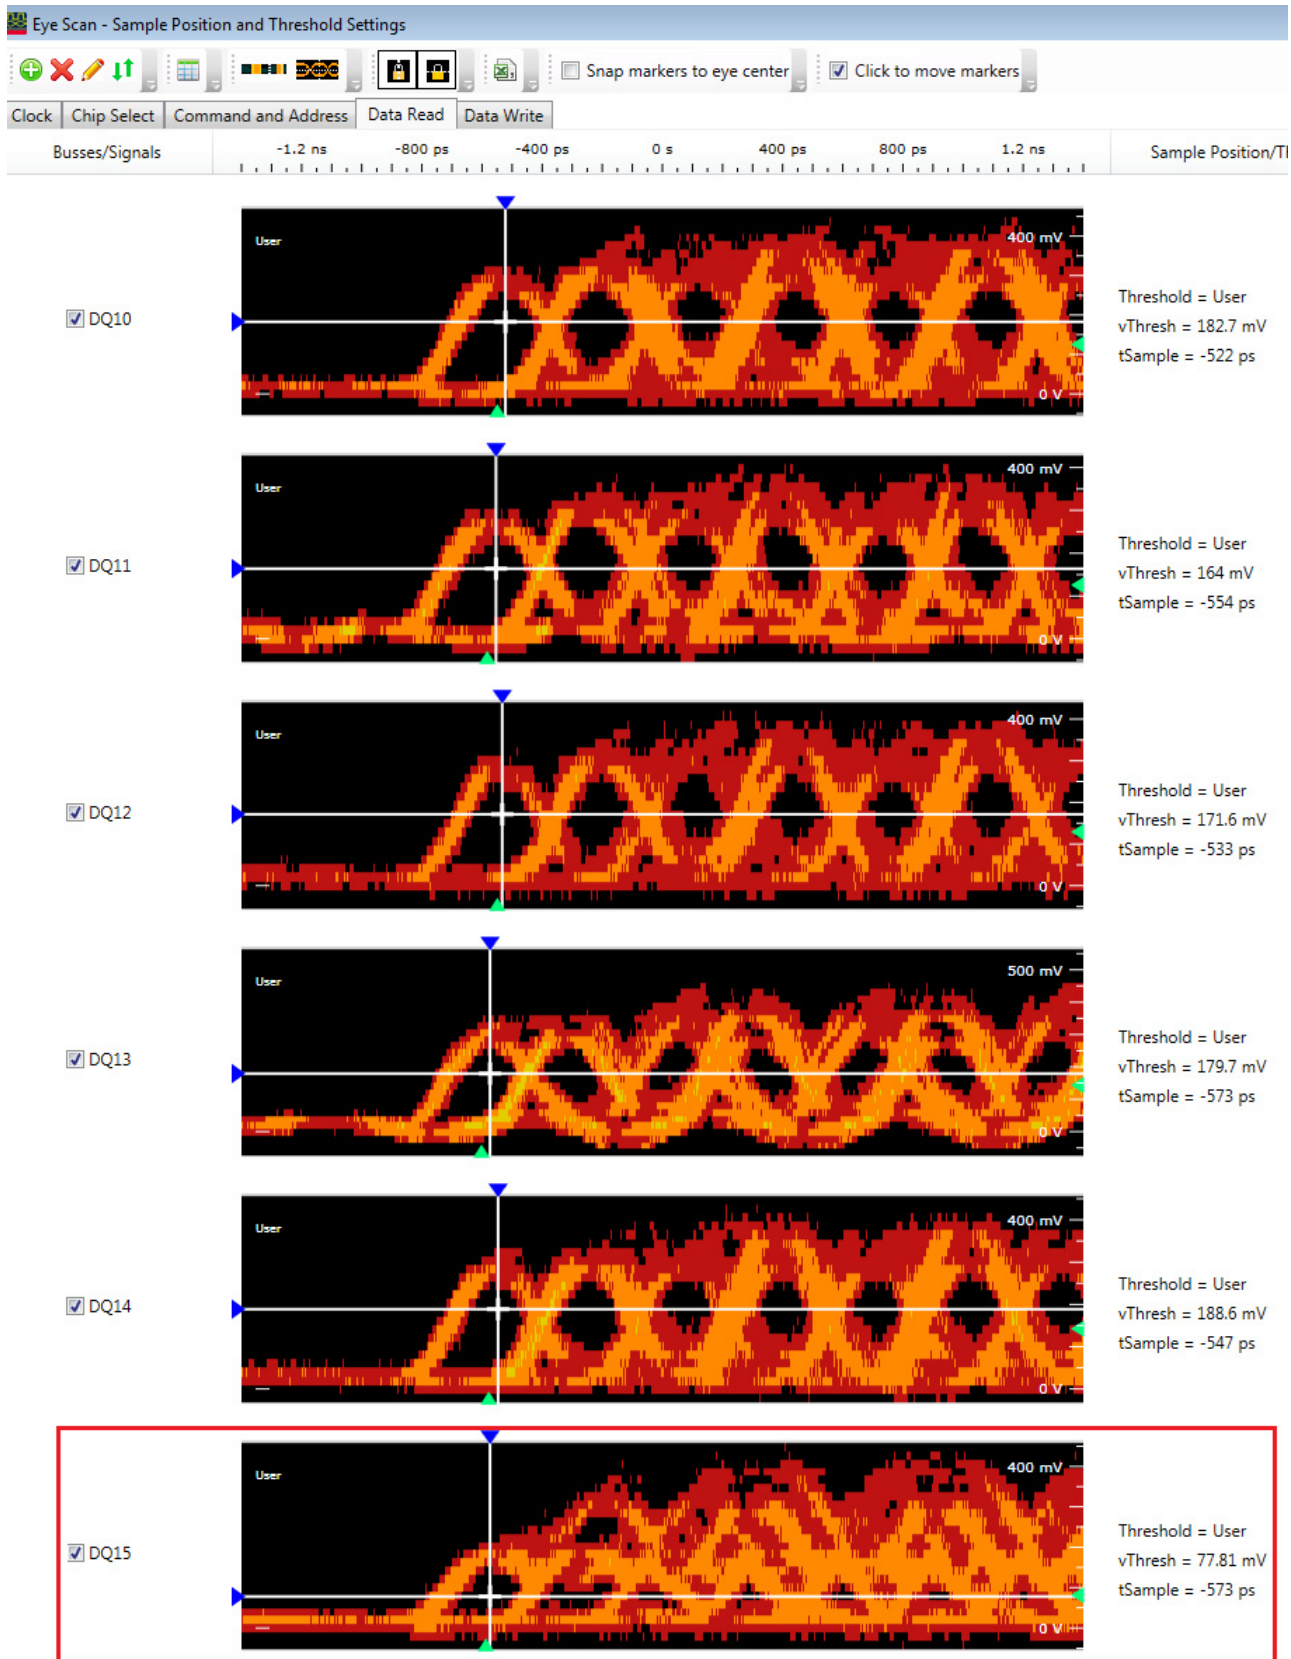 Eye Scan - Sample Position and Threshold Settings
Snap markers to eye center Click to move markers
Clock Chip Select Command and Address Data Read Data Write
Busses/Signals -1.2 ns -800 ps -400 ps 0 s 400 ps 800 ps 1.2 ns Sample Position/
User
400 mV
DQ10
Threshold = User
vThresh = 182.7 mV
tSample = -522 ps
0 V
User
400 mV
DQ11
Threshold = User
vThresh = 164 mV
tSample = -554 ps
0 V
User
400 mV
DQ12
Threshold = User
vThresh = 171.6 mV
tSample = -533 ps
0 V
User
500 mV
DQ13
Threshold = User
vThresh = 179.7 mV
tSample = -573 ps
0 V
User
400 mV
DQ14
Threshold = User
vThresh = 188.6 mV
tSample = -547 ps
0 V
User
400 mV
DQ15
Threshold = User
vThresh = 77.81 mV
tSample = -573 ps
0 V